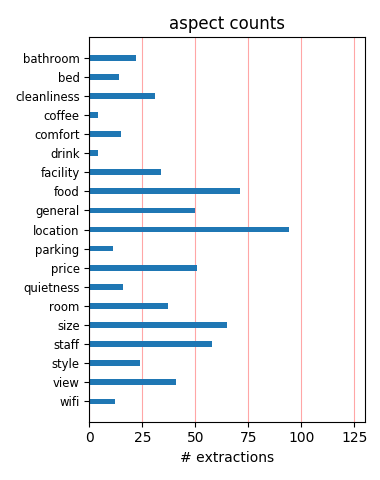 aspect counts
bathroom
bed
cleanliness
coffee
comfort
drink
facility
food
general
location
parking
price
quietness
room
size
staff
style
view
wifi
0 25 50 75 100 125
# extractions